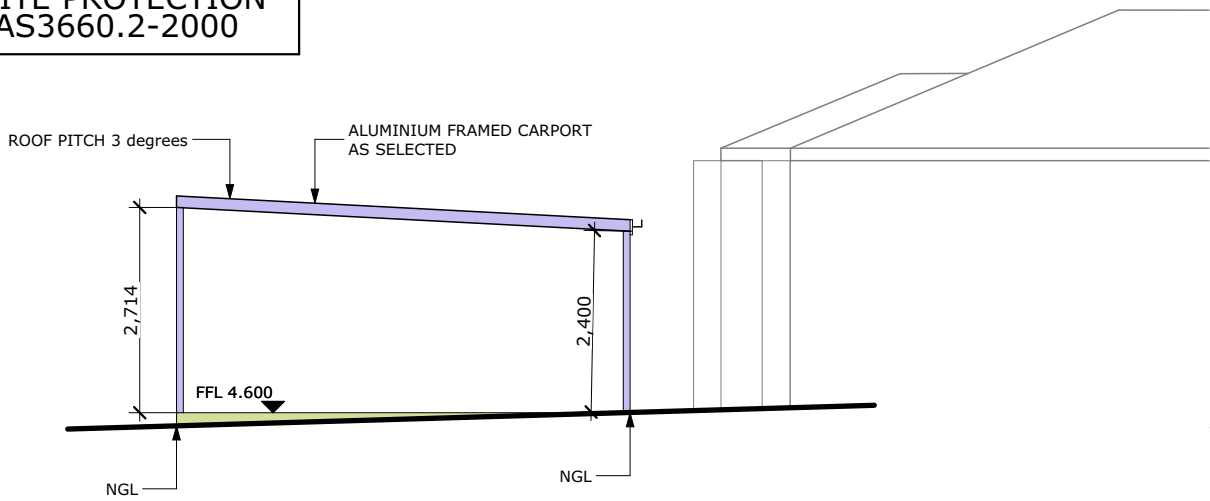 ITE PROTECTION
AS3660.2-2000
ROOF PITCH 3 degrees
ALUMINIUM FRAMED CARPORT
AS SELECTED
2,714
2,400
FFL 4.600
NGL
NGL